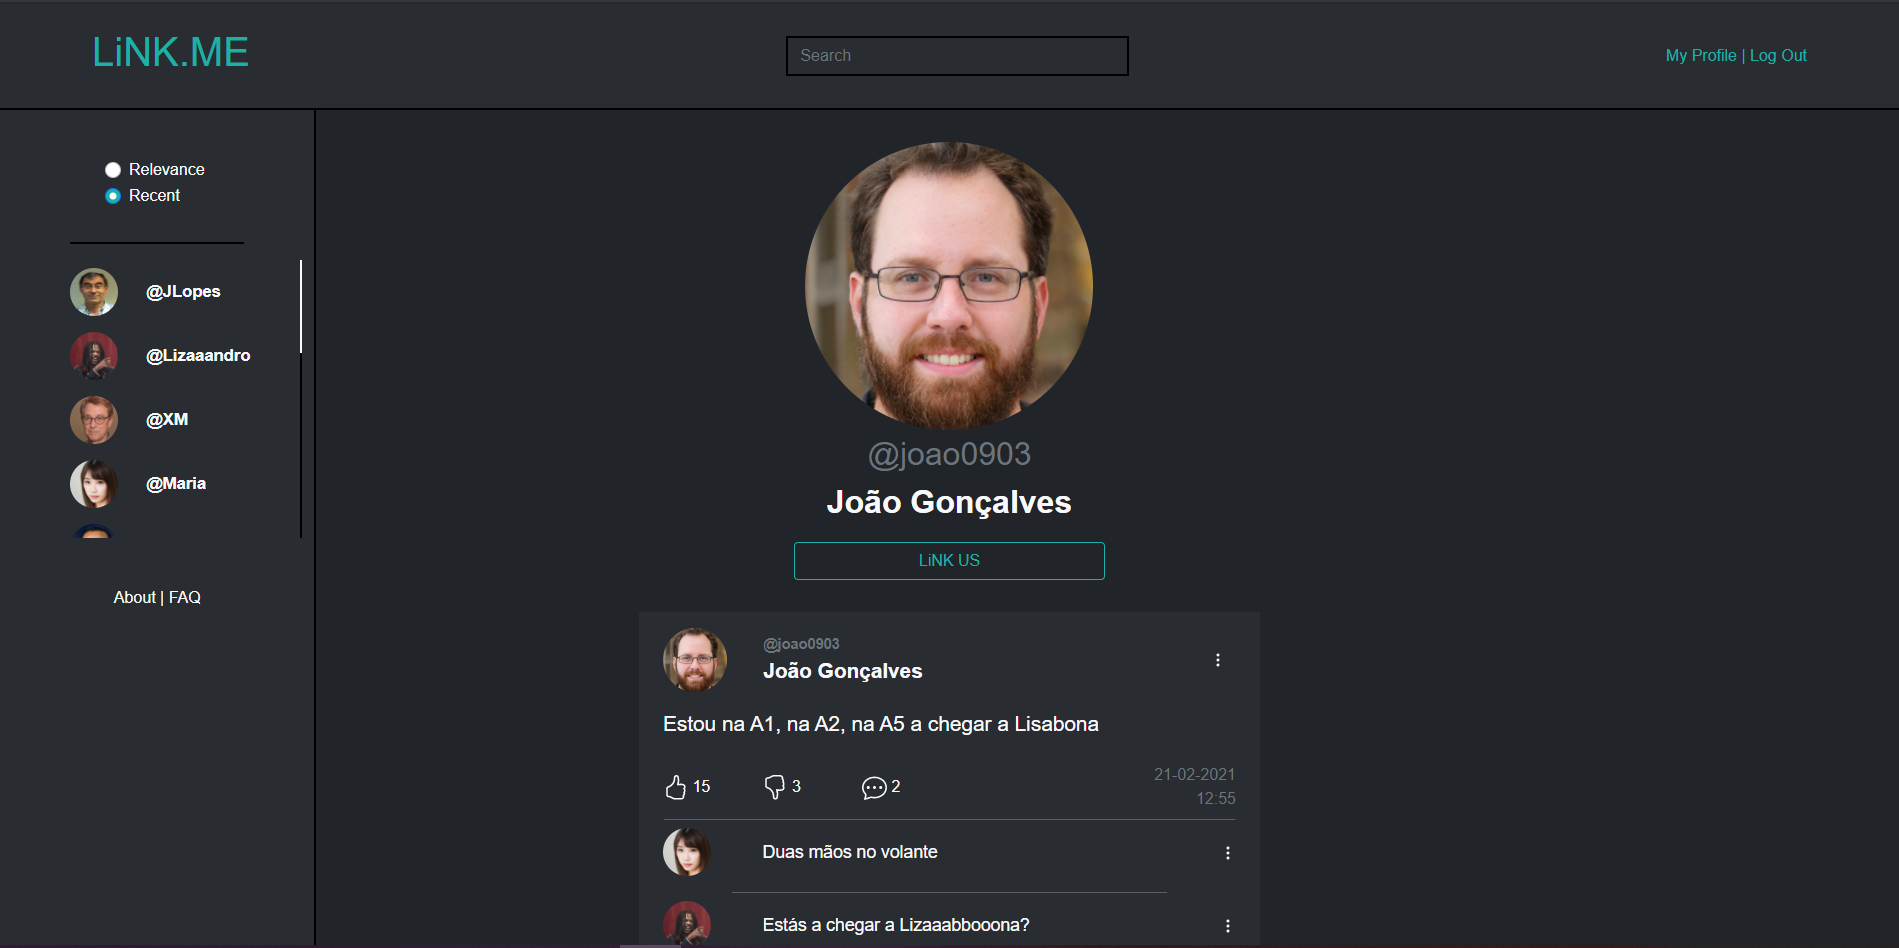 LiNK.ME
Search
My Profile | Log Out
Relevance
Recent
@JLopes
@Lizaaandro
@XM
@Maria
About | FAQ
@joao0903
João Gonçalves
LiNK US
@joao0903
João Gonçalves
Estou na A1, na A2, na A5 a chegar a Lisabona
15 3 2
21-02-2021
12:55
Duas mãos no volante
Estás a chegar a Lizaaabbooona?